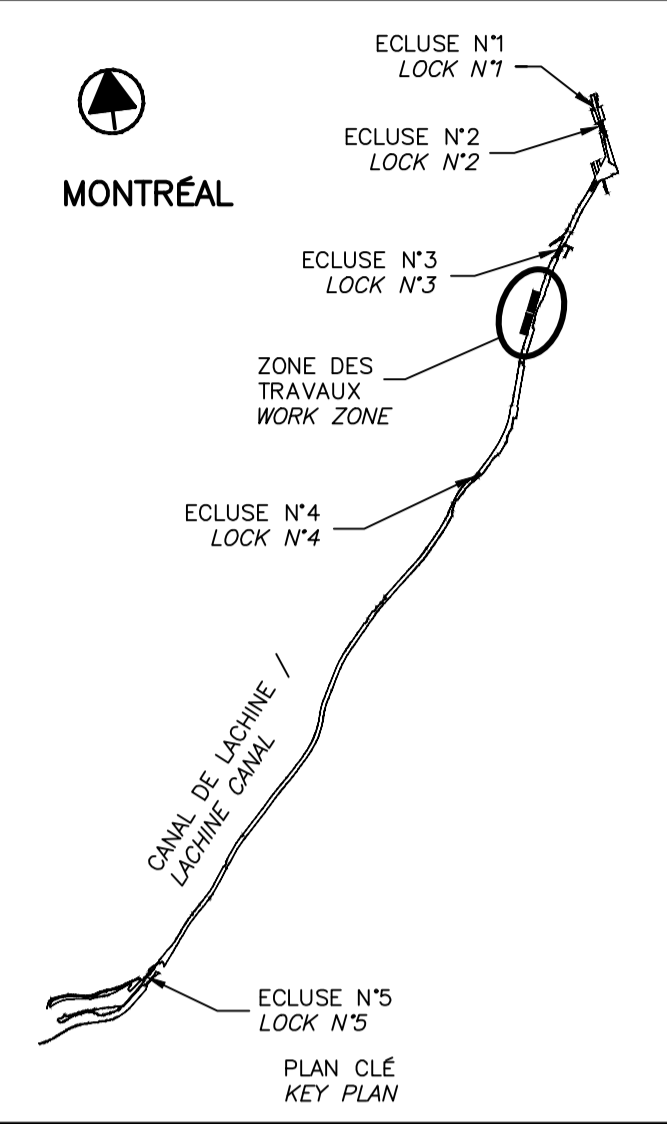 ECLUSE N°1
LOCK N°1
ECLUSE N°2
LOCK N°2
MONTRÉAL
ECLUSE N°3
LOCK N°3
ZONE DES
TRAVAUX
WORK ZONE
ECLUSE N°4
LOCK N°4
CANAL DE LACHINE /
LACHINE CANAL
ECLUSE N°5
LOCK N°5
PLAN CLÉ
KEY PLAN